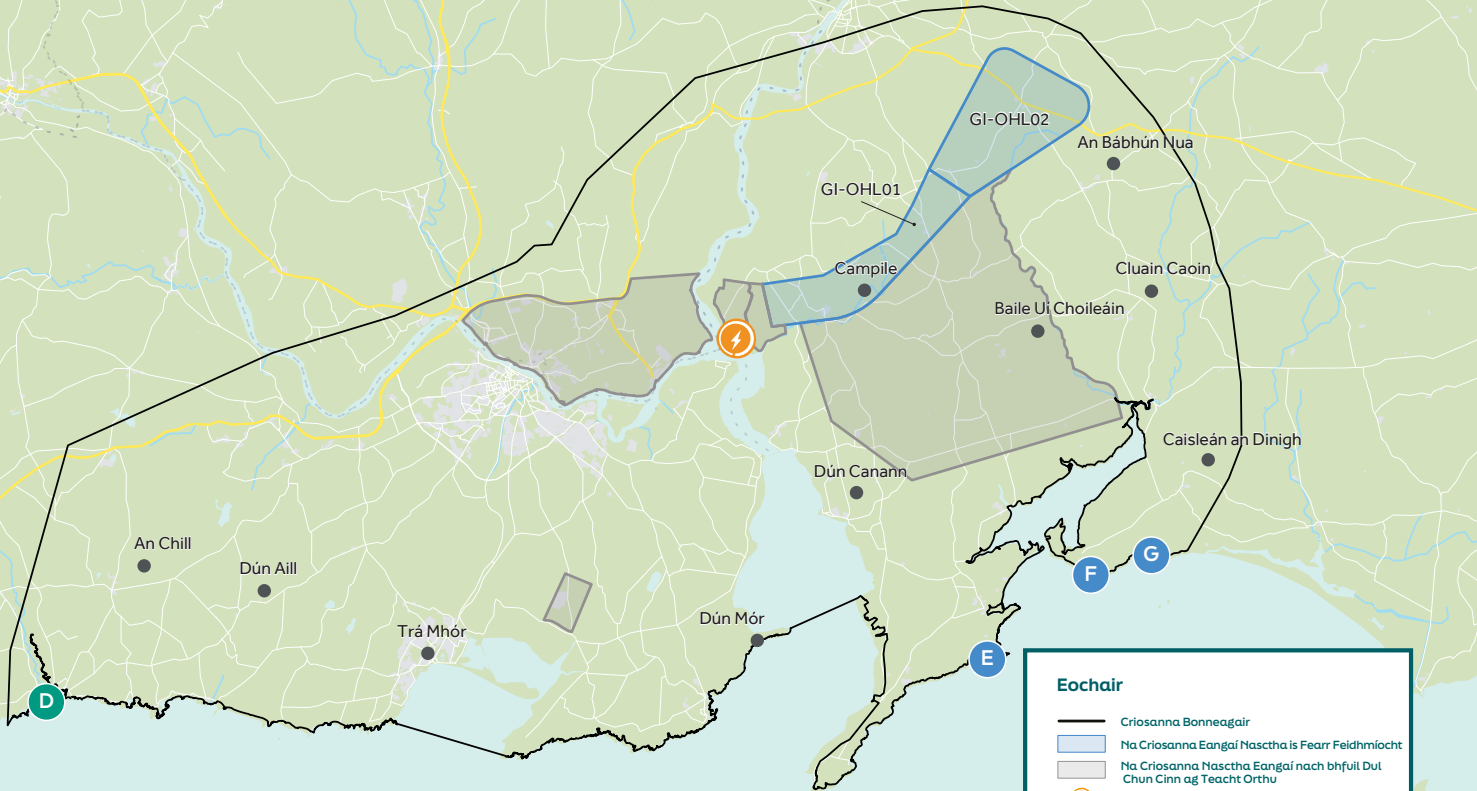 GI-OHL02
An Bábhún Nua
GI-OHL01
Campile
Cluain Caoin
Baile Uí Choileáin
Caisleán an Dinigh
Dún Canann
An Chill
Dún Aill
G
F
Dún Mór
Trá Mhór
E
D
Eochair
Criosanna Bonneagair
Na Criosanna Eangaí Nasctha is Fearr Feidhmíocht
Na Criosanna Nasctha Eangaí nach bhfuil Dul
Chun Cinn ag Teacht Orthu